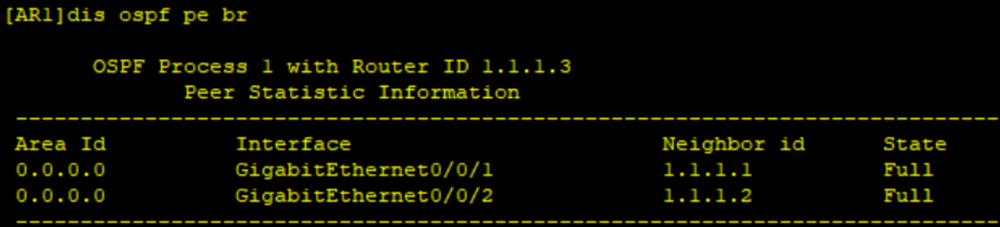 [AR1]dis ospf pe br
OSPF Process 1 with Router ID 1.1.1.3
Peer Statistic Information
----------------------------------------------------------------------------
Area Id Interface Neighbor id State
0.0.0.0 GigabitEthernet0/0/1 1.1.1.1 Full
0.0.0.0 GigabitEthernet0/0/2 1.1.1.2 Full
----------------------------------------------------------------------------